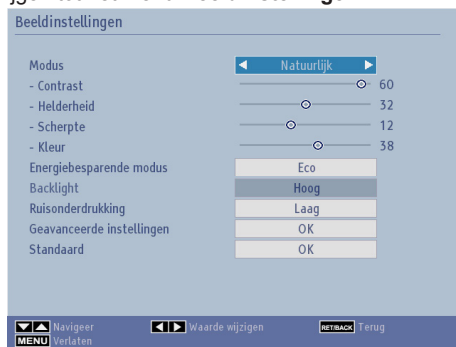 Beeldinstellingen
Modus Natuurlijk
- Contrast 60
- Helderheid 32
- Scherpte 12
- Kleur 38
Energiebesparende modus Eco
Backlight Hoog
Ruisonderdrukking Laag
Geavanceerde instellingen OK
Standaard OK
Navigeer Waarde wijzigen RET/BACK Terug
MENU Verlaten